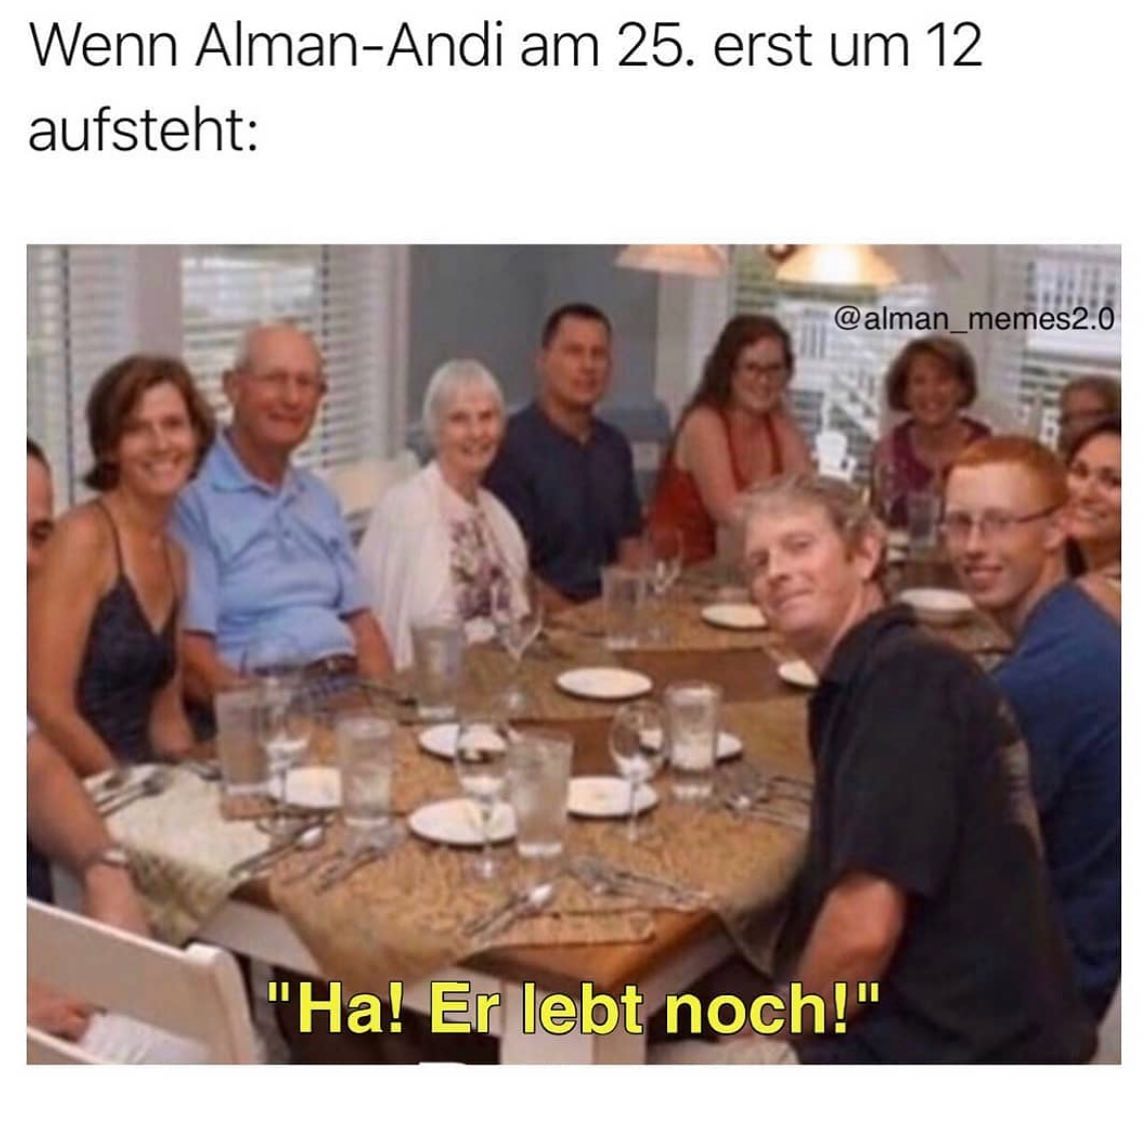 Wenn Alman-Andi am 25. erst um 12
aufsteht:
@alman_memes2.0
"Ha! Er lebt noch!"